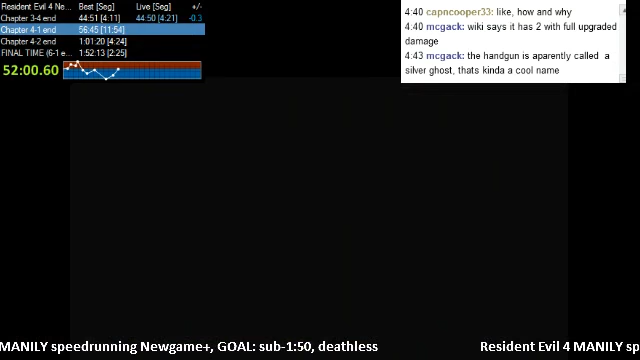 Resident Evil 4 Ne... Best [Seg] Live [Seg] +/-
Chapter 3-4 end 44:51 [4:11] 44:50 [4:21] -0.3
Chapter 4-1 end 56:45 [11:54]
Chapter 4-2 end 1:01:20 [4:24]
FINAL TIME (6-1 e... 1:52:13 [2:25]
52:00.60
4:40 capncooper33: like, how and why
4:40 mcgack: wiki says it has 2 with full upgraded
damage
4:43 mcgack: the handgun is aparently called a
silver ghost, thats kinda a cool name
MANILY speedrunning Newgame+, GOAL: sub-1:50, deathless
Resident Evil 4 MANILY sp